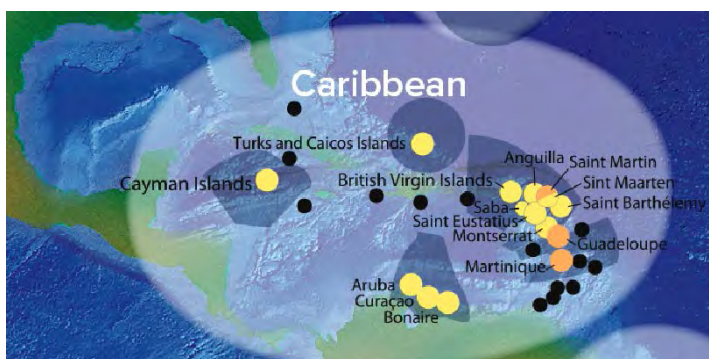 Caribbean
Turks and Caicos Islands
Cayman Islands
British Virgin Islands
Anguilla
Saint Martin
Sint Maarten
Saint Barthélemy
Saba
Saint Eustatius
Montserrat
Guadeloupe
Martinique
Aruba
Curaçao
Bonaire